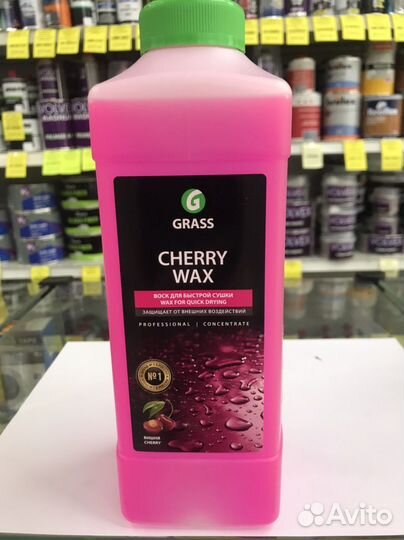 G
GRASS
CHERRY
WAX
ВОСК ДЛЯ БЫСТРОЙ СУШКИ
WAX FOR QUICK DRYING
ЗАЩИЩАЕТ ОТ ВНЕШНИХ ВОЗДЕЙСТВИЙ
PROFESSIONAL | CONCENTRATE
№1
ВИШНЯ
CHERRY
Avito